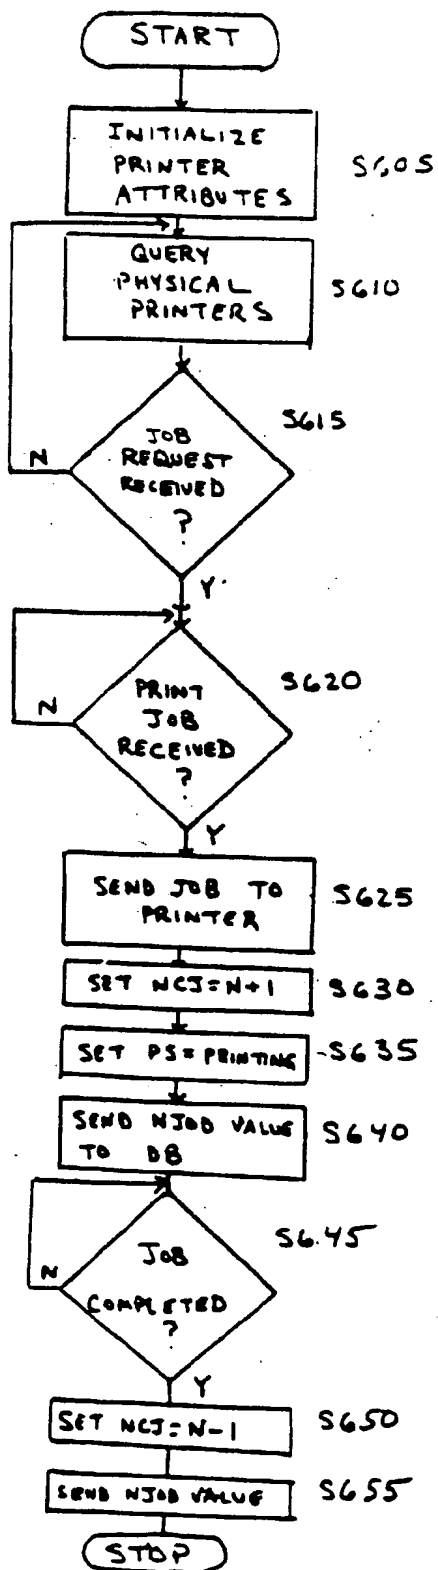 START
INITIALIZE
PRINTER
ATTRIBUTES
S605
QUERY
PHYSICAL
PRINTERS
S610
S615
JOB
REQUEST
RECEIVED
?
N
Y
S620
PRINT
JOB
RECEIVED
?
N
Y
SEND JOB TO
PRINTER
S625
SET NCJ=N+1
S630
SET PS=PRINTING
S635
SEND NJOD VALUE
TO DB
S640
S645
JOB
COMPLETED
?
N
Y
SET NCJ=N-1
S650
SEND NJOD VALUE
S655
STOP